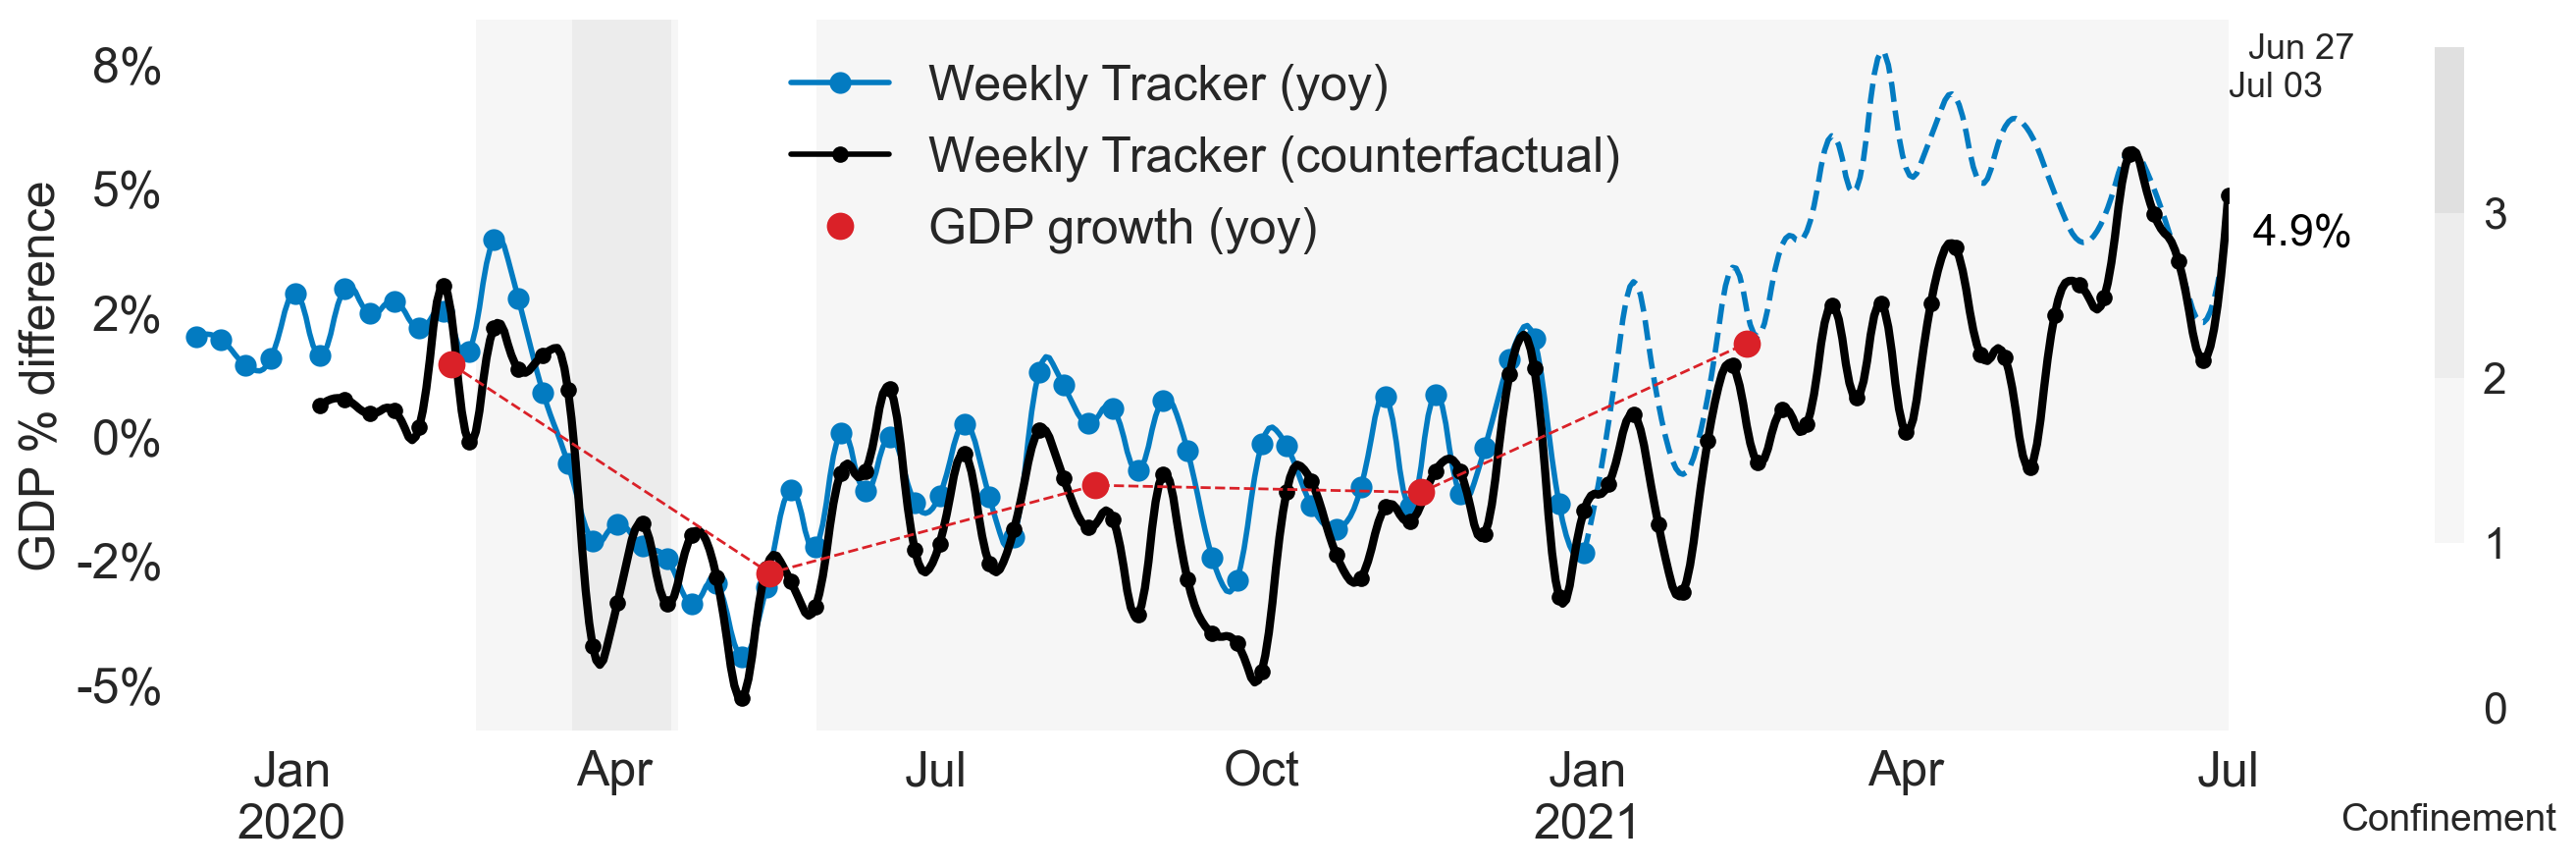 8%
5%
2%
0%
-2%
-5%
GDP % difference
Weekly Tracker (yoy)
Weekly Tracker (counterfactual)
GDP growth (yoy)
Jun 27
Jul 03
4.9%
3
2
1
0
Confinement
Jan
2020
Apr
Jul
Oct
Jan
2021
Apr
Jul